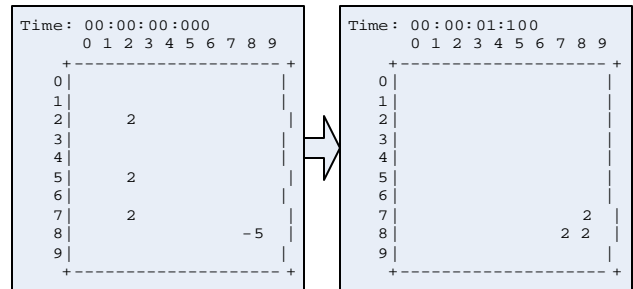 Time: 00:00:00:000
0 1 2 3 4 5 6 7 8 9
+- - - - - - - - - - - - - - - - - - - - +
0| |
1| |
2| 2 |
3| |
4| |
5| 2 |
6| |
7| 2 |
8| -5 |
9| |
+- - - - - - - - - - - - - - - - - - - - +
Time: 00:00:01:100
0 1 2 3 4 5 6 7 8 9
+- - - - - - - - - - - - - - - - - - - - +
0| |
1| |
2| |
3| |
4| |
5| |
6| |
7| 2 |
8| 2 2 |
9| |
+- - - - - - - - - - - - - - - - - - - - +